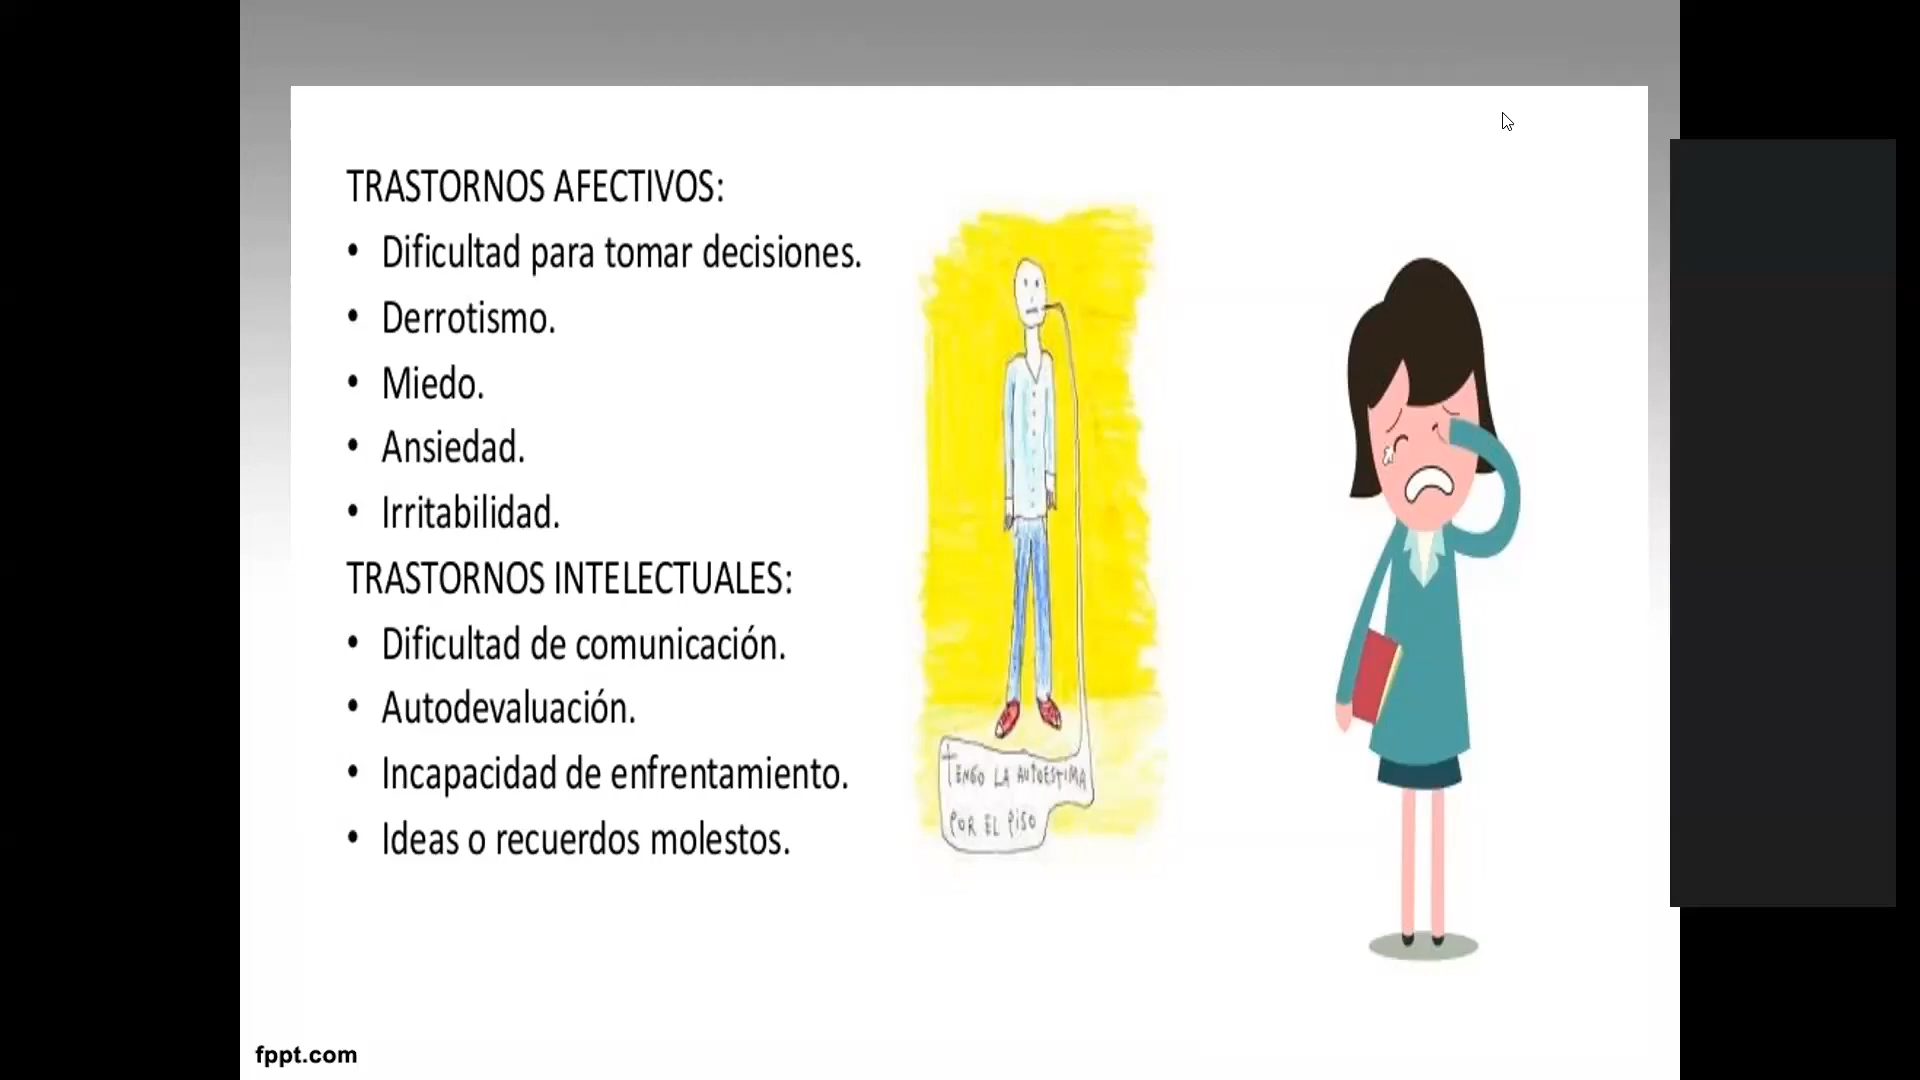 TRASTORNOS AFECTIVOS:
• Dificultad para tomar decisiones.
• Derrotismo.
• Miedo.
• Ansiedad.
• Irritabilidad.
TRASTORNOS INTELECTUALES:
• Dificultad de comunicación.
• Autodevaluación.
• Incapacidad de enfrentamiento.
• Ideas o recuerdos molestos.
TENGO LA AUTOESTIMA
POR EL PISO
fppt.com